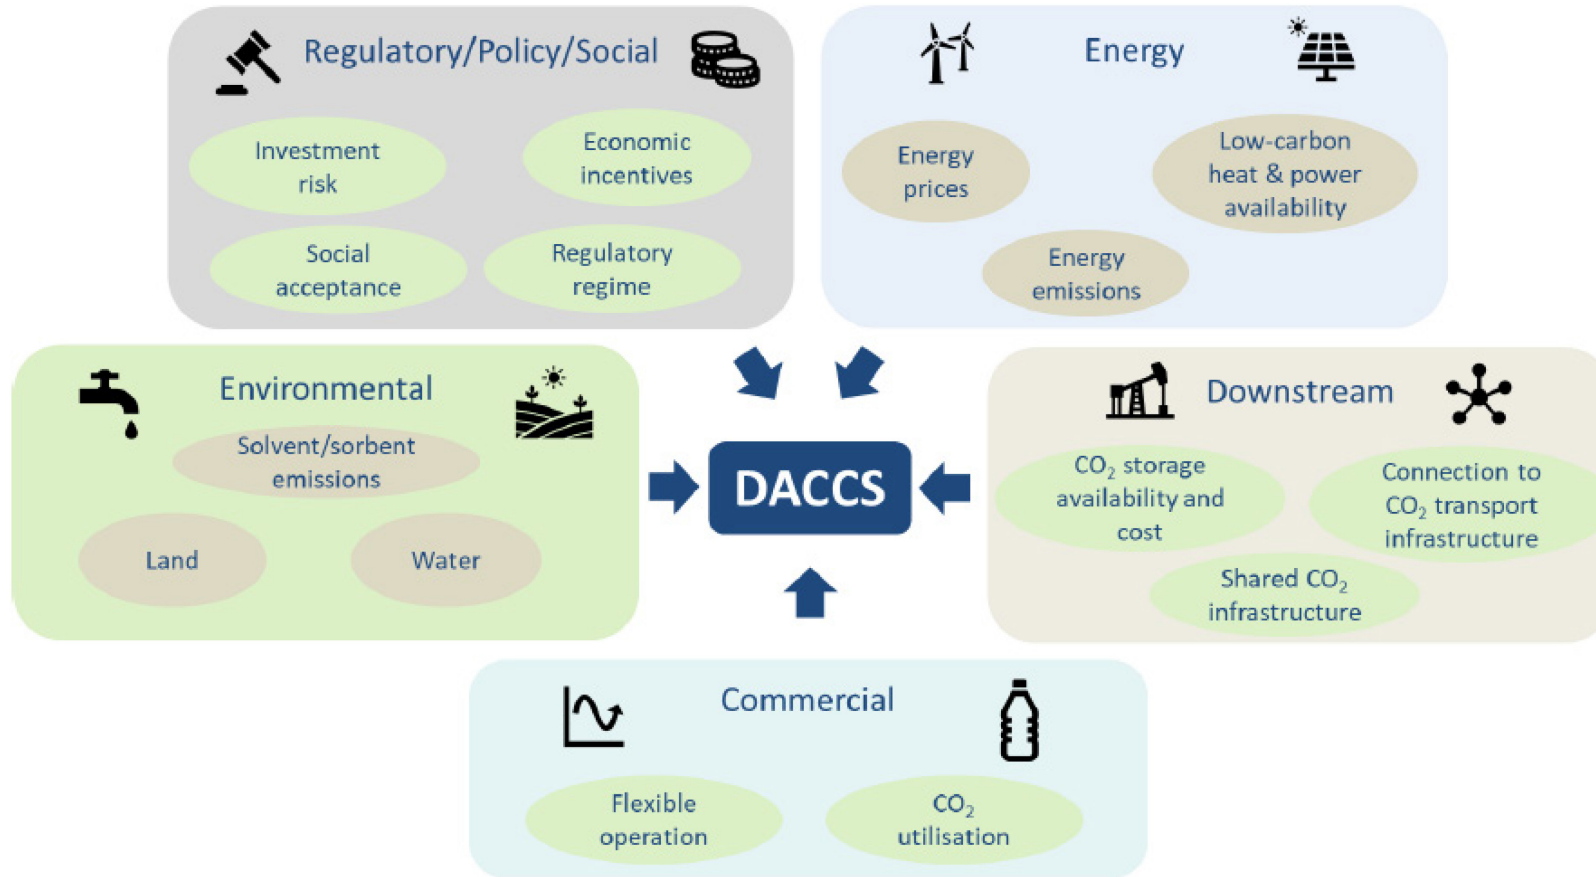 Regulatory/Policy/Social
Investment
risk
Economic
incentives
Social
acceptance
Regulatory
regime
Energy
Energy
prices
Low-carbon
heat & power
availability
Energy
emissions
Environmental
Solvent/sorbent
emissions
Land
Water
DACCS
Downstream
CO₂ storage
availability and
cost
Connection to
CO₂ transport
infrastructure
Shared CO₂
infrastructure
Commercial
Flexible
operation
CO₂
utilisation